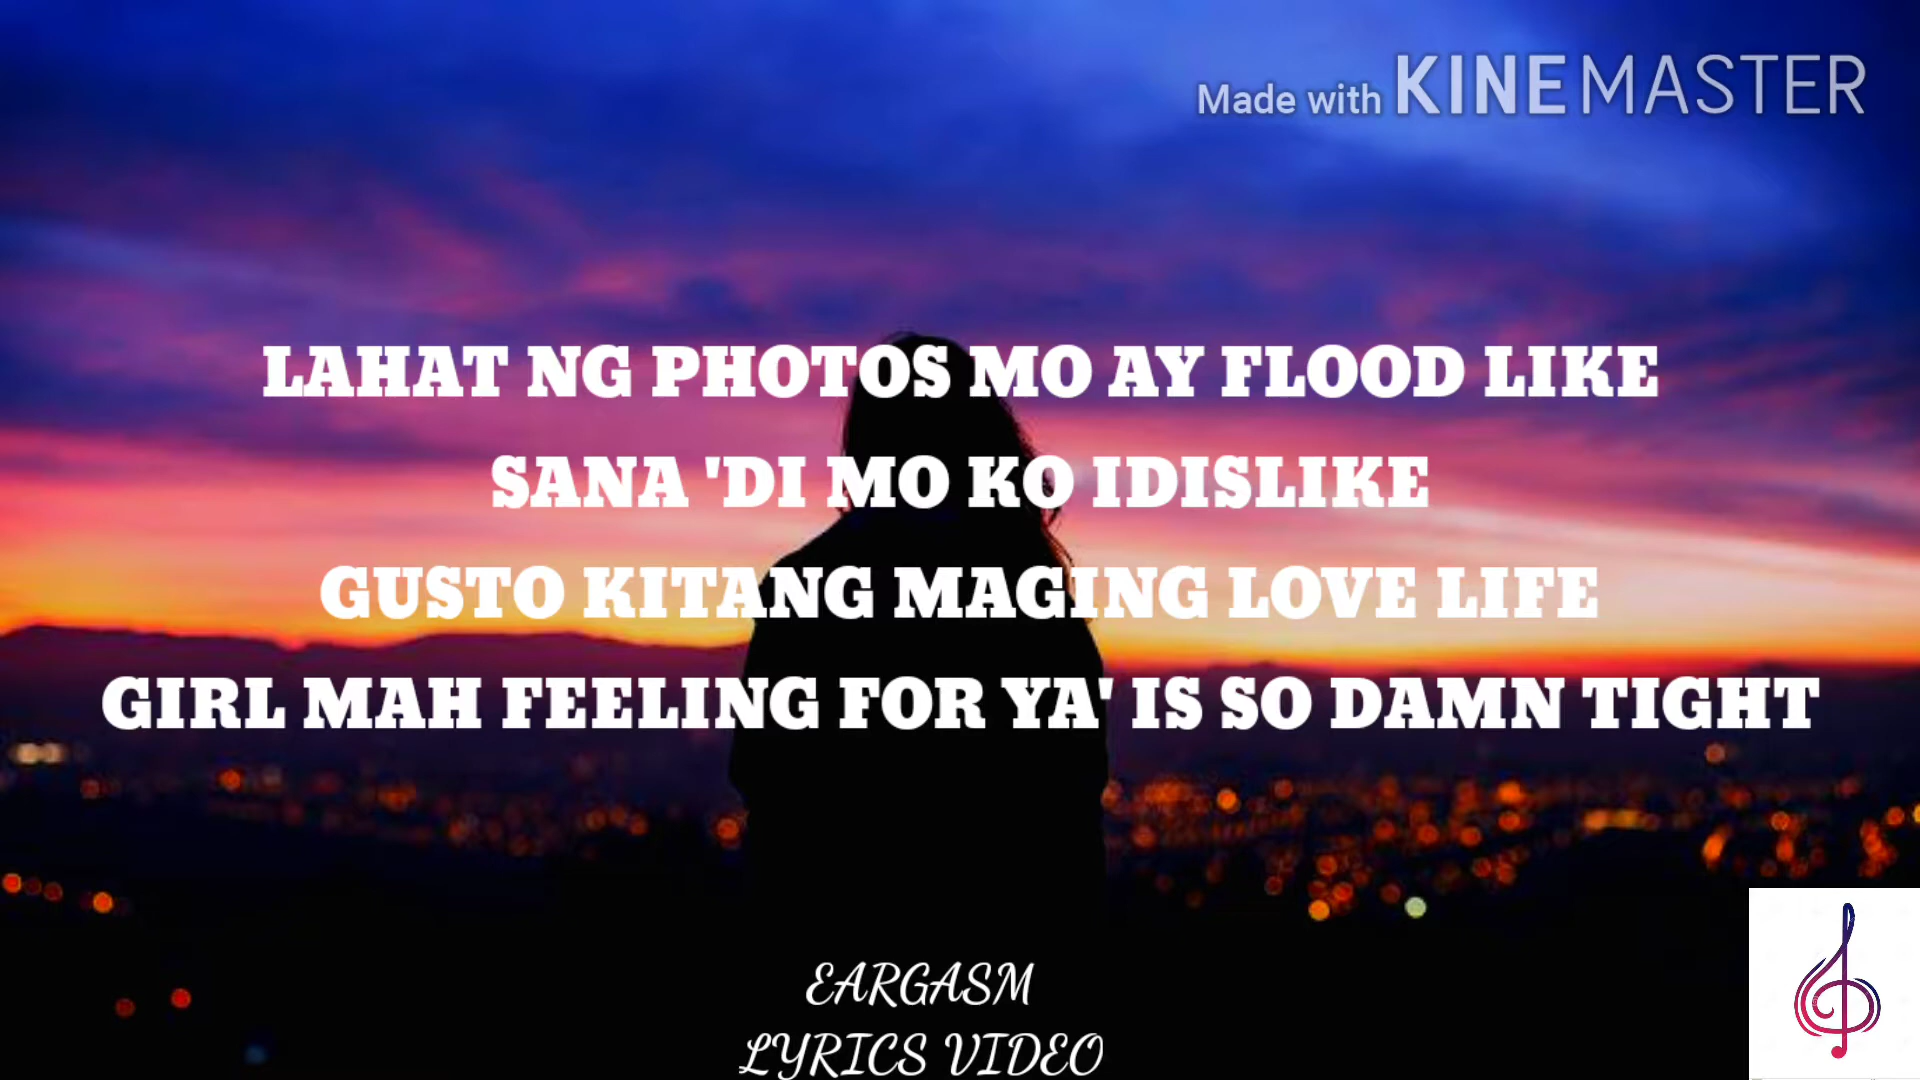 Made with KINEMASTER
LAHAT NG PHOTOS MO AY FLOOD LIKE
SANA 'DI MO KO IDISLIKE
GUSTO KITANG MAGING LOVE LIFE
GIRL MAH FEELING FOR YA' IS SO DAMN TIGHT
EARGASM
LYRICS VIDEO